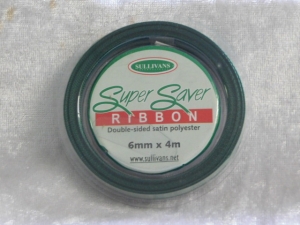 SULLIVANS
Super Saver
RIBBON
Double-sided satin polyester
6mm x 4m
www.sullivans.net